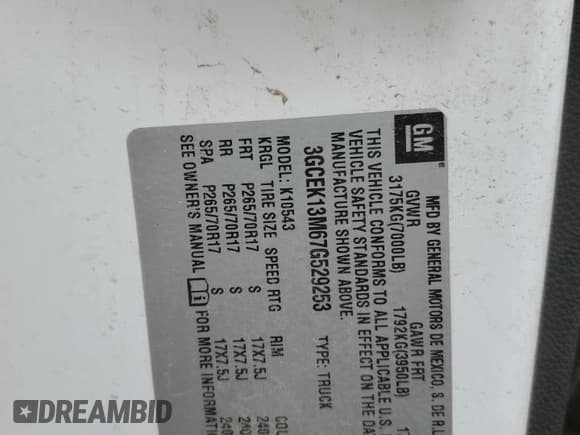 GM
MFD BY GENERAL MOTORS DE MEXICO, S. DE R.L.
GVWR GAWR FRT
3175KG(7000LB) 1792KG(3950LB)
THIS VEHICLE CONFORMS TO ALL APPLICABLE U.S.
VEHICLE SAFETY STANDARDS IN EFFECT ON THE
MANUFACTURE SHOWN ABOVE.
3GCEK13M67G529253 TYPE: TRUCK
MODEL: K10543
KRGL TIRE SIZE SPEED RTG RIM
FRT P265/70R17 S 17X7.5J
RR P265/70R17 S 17X7.5J
SPA P265/70R17 S 17X7.5J
SEE OWNER'S MANUAL FOR MORE
DREAMBID